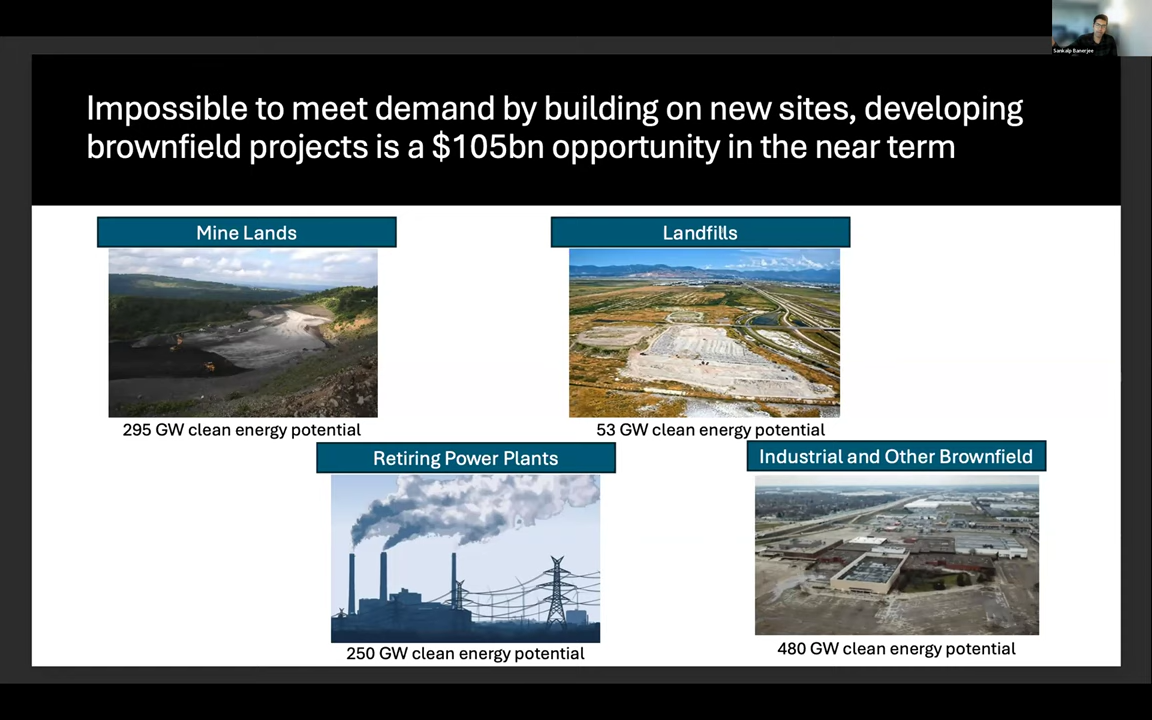 Sankalp Banerjee
Impossible to meet demand by building on new sites, developing
brownfield projects is a $105bn opportunity in the near term
Mine Lands
Landfills
295 GW clean energy potential
53 GW clean energy potential
Retiring Power Plants
Industrial and Other Brownfield
250 GW clean energy potential
480 GW clean energy potential